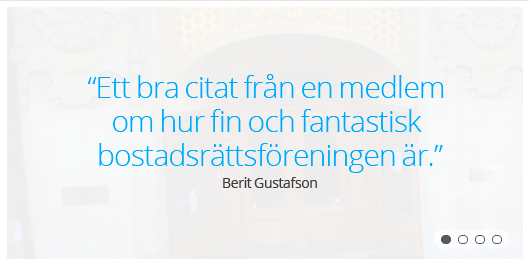 “Ett bra citat från en medlem
om hur fin och fantastisk
bostadsrättsföreningen är.”
Berit Gustafson